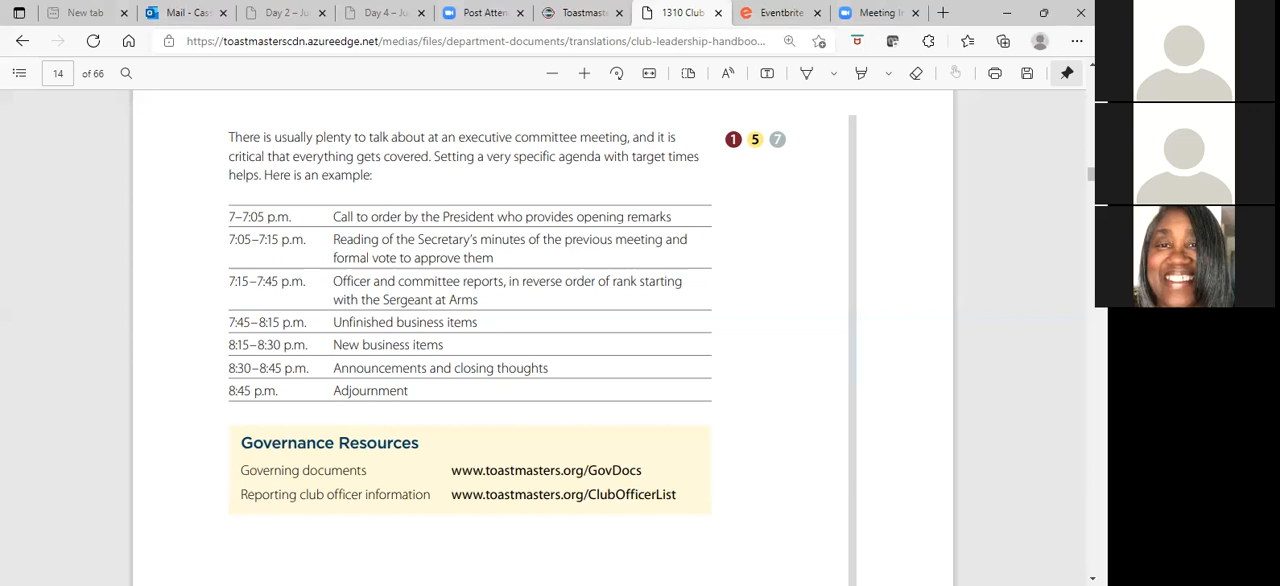 New tab
Mail - Cas
Day 2 – Ju
Day 4 – Ju
Post Atten
Toastmaste
1310 Club
Eventbrite
Meeting In
https://toastmasterscdn.azureedge.net/medias/files/department-documents/translations/club-leadership-handboo...
14 of 66
There is usually plenty to talk about at an executive committee meeting, and it is
critical that everything gets covered. Setting a very specific agenda with target times
helps. Here is an example:
1 5 7
7–7:05 p.m. Call to order by the President who provides opening remarks
7:05–7:15 p.m. Reading of the Secretary's minutes of the previous meeting and
formal vote to approve them
7:15–7:45 p.m. Officer and committee reports, in reverse order of rank starting
with the Sergeant at Arms
7:45–8:15 p.m. Unfinished business items
8:15–8:30 p.m. New business items
8:30–8:45 p.m. Announcements and closing thoughts
8:45 p.m. Adjournment
Governance Resources
Governing documents www.toastmasters.org/GovDocs
Reporting club officer information www.toastmasters.org/ClubOfficerList